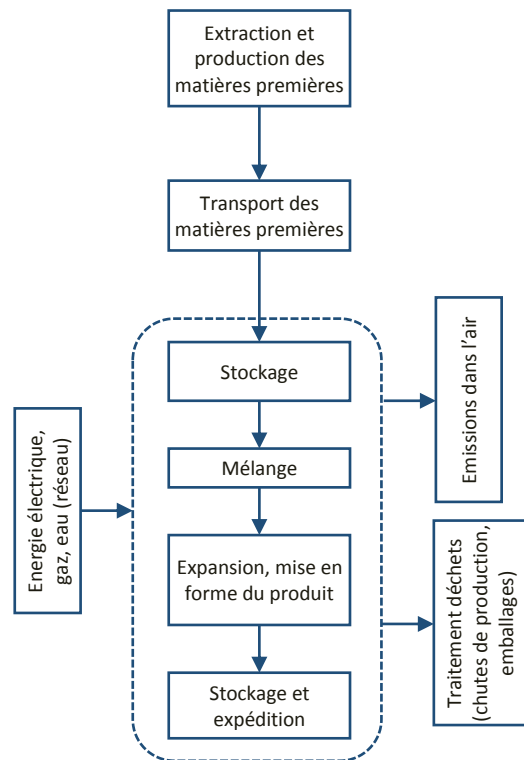 Extraction et
production des
matières premières
Transport des
matières premières
Stockage
Emissions dans l'air
Mélange
Energie électrique,
gaz, eau (réseau)
Expansion, mise en
forme du produit
Traitement déchets
(chutes de production,
emballages)
Stockage et
expédition